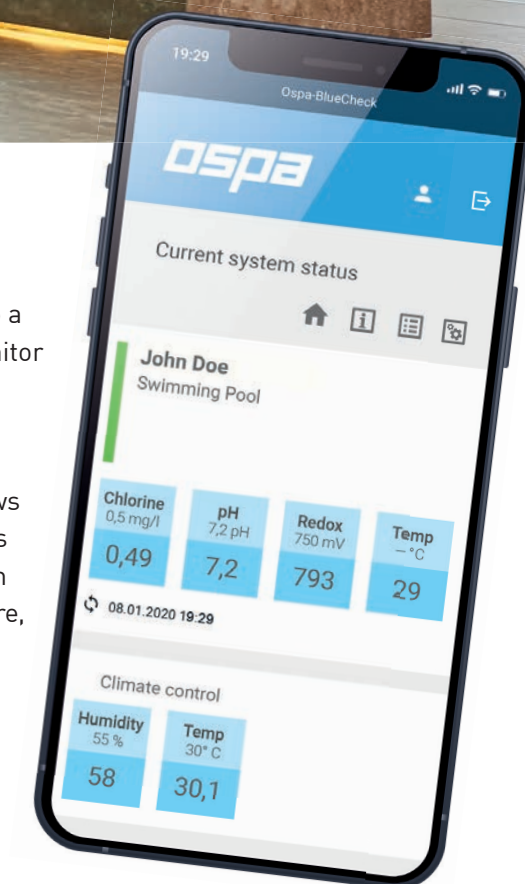 19:29
Ospa-BlueCheck
ospa
Current system status
a
nitor
John Doe
Swimming Pool
ws
s
n
re,
Chlorine
0,5 mg/l
0,49
pH
7,2 pH
7,2
Redox
750 mV
793
Temp
— °C
29
08.01.2020 19:29
Climate control
Humidity
55 %
58
Temp
30° C
30,1